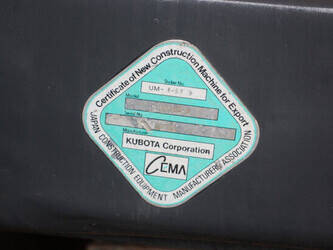 Certificate of New Construction Machine for Export
Order No.
Model
Serial No.
Manufacturer
KUBOTA Corporation
CEMA
JAPAN CONSTRUCTION EQUIPMENT MANUFACTURERS ASSOCIATION